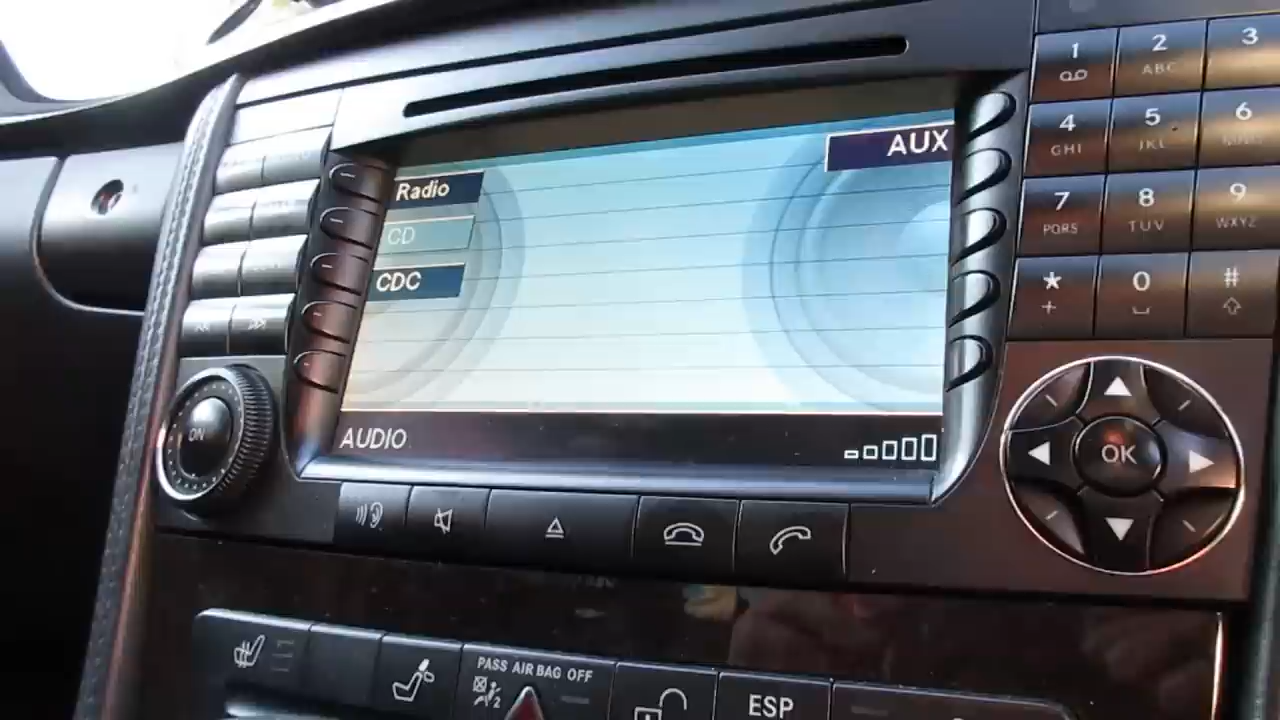 AUX
Radio
CD
CDC
AUDIO
1
2 ABC
3
4 GHI
5 JKL
6
7 PQRS
8 TUV
9 WXYZ
* +
0
#
ON
OK
PASS AIR BAG OFF
2
ESP